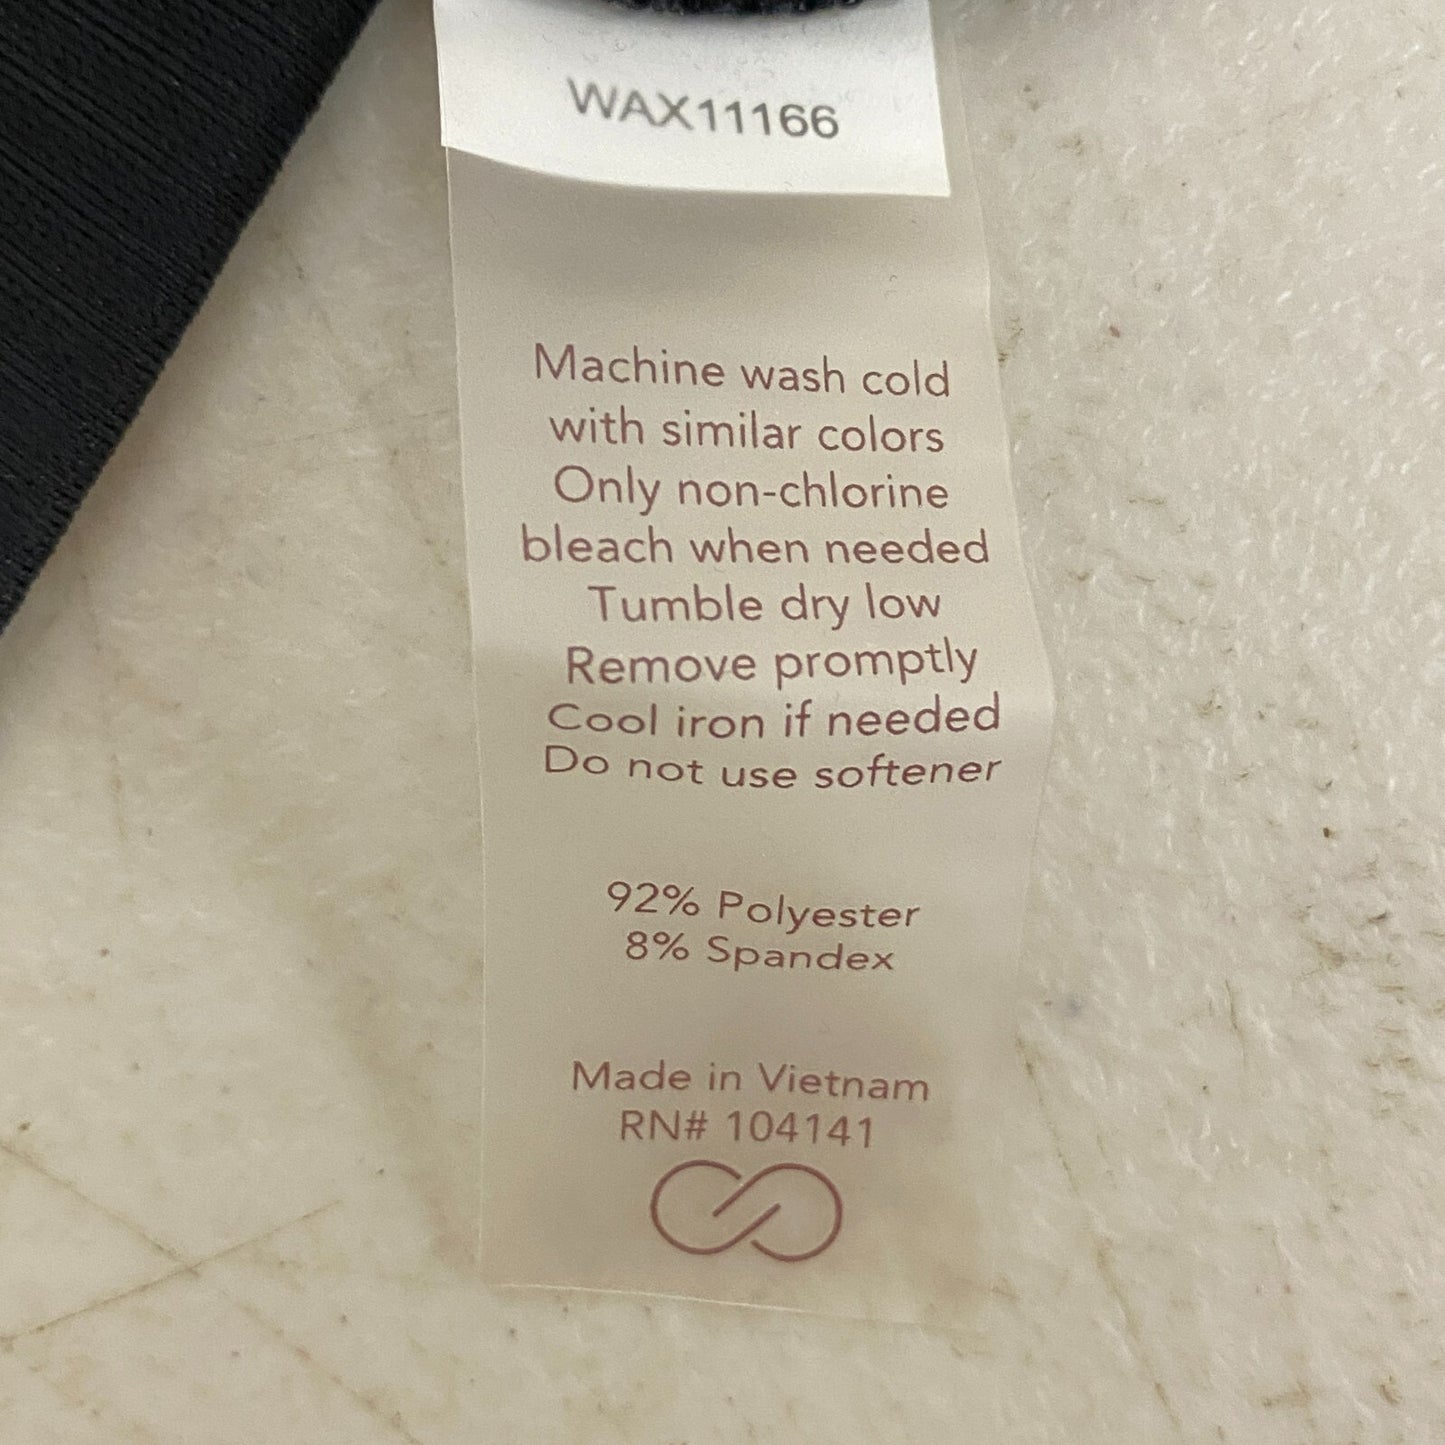 WAX11166
Machine wash cold
with similar colors
Only non-chlorine
bleach when needed
Tumble dry low
Remove promptly
Cool iron if needed
Do not use softener
92% Polyester
8% Spandex
Made in Vietnam
RN# 104141